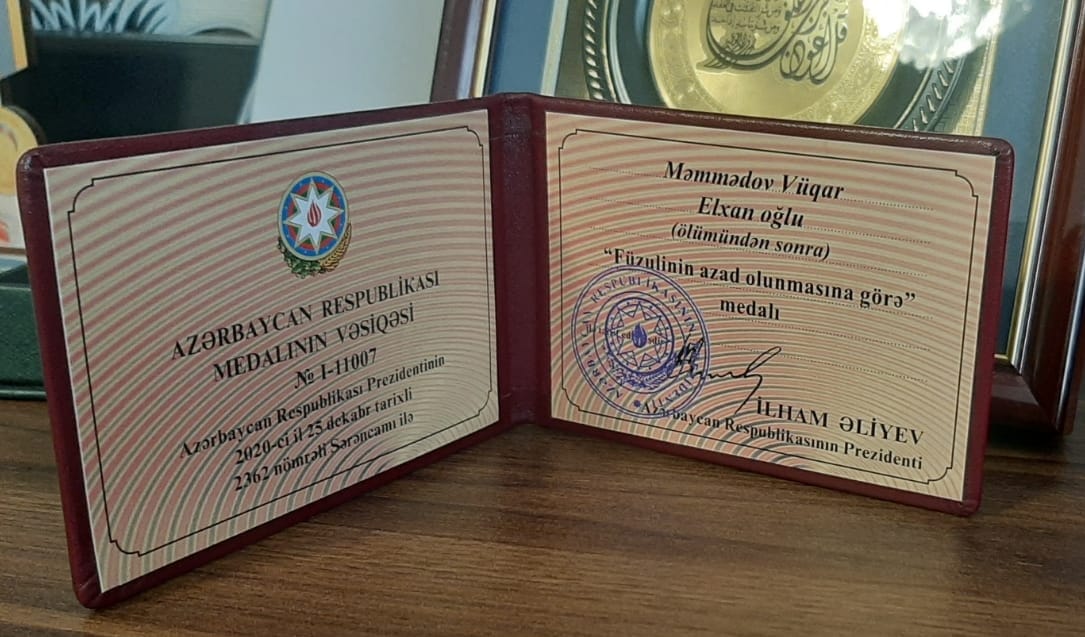 AZƏRBAYCAN RESPUBLİKASI
MEDALININ VƏSİQƏSİ
№ I-11007
Azərbaycan Respublikası Prezidentinin
2020-ci il 25 dekabr tarixli
2362 nömrəli Sərəncamı ilə
Məmmədov Vüqar
Elxan oğlu
(ölümündən sonra)
“Füzulinin azad olunmasına görə”
medalı
İLHAM ƏLİYEV
Azərbaycan Respublikasının Prezidenti